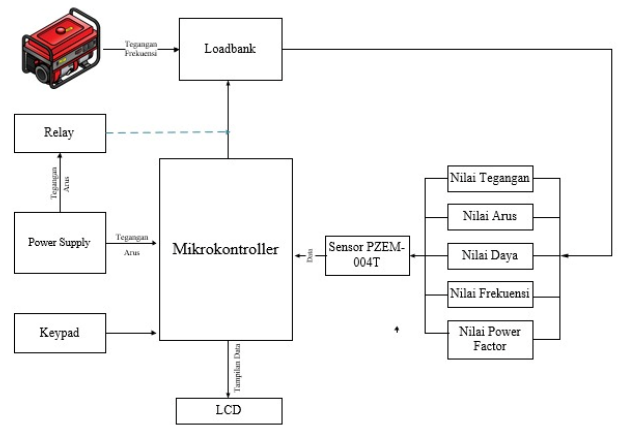 Tegangan
Frekuensi
Loadbank
Relay
Tegangan
Arus
Power Supply
Tegangan
Arus
Mikrokontroller
Keypad
Tampilan Data
LCD
Data
Sensor PZEM-
004T
Nilai Tegangan
Nilai Arus
Nilai Daya
Nilai Frekuensi
Nilai Power
Factor